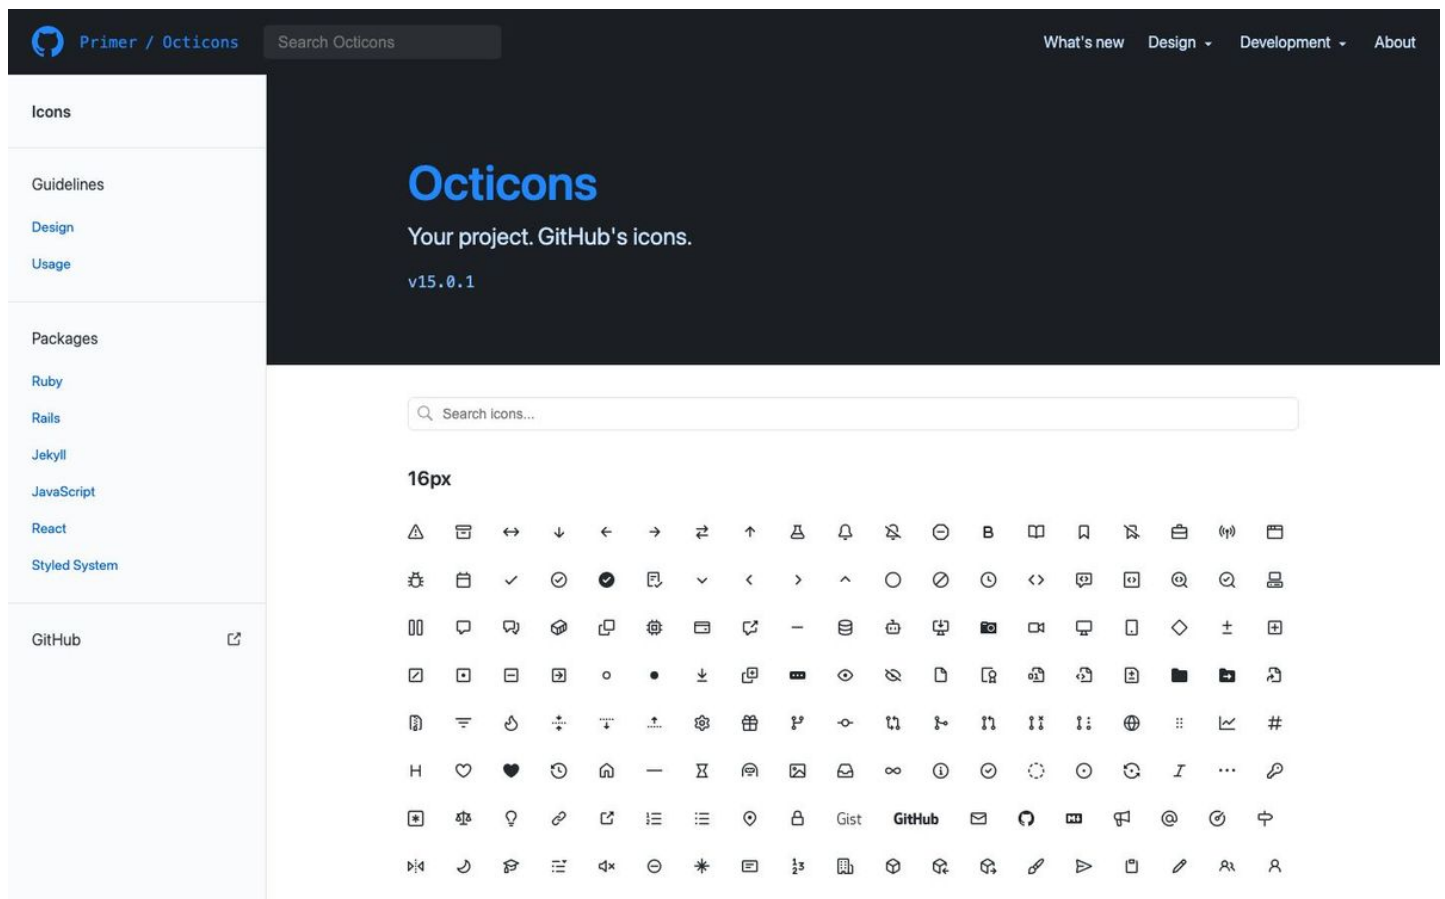 Primer / Octicons
Search Octicons
What's new
Design
Development
About
Icons
Guidelines
Design
Usage
Packages
Ruby
Rails
Jekyll
JavaScript
React
Styled System
GitHub
Octicons
Your project. GitHub's icons.
v15.0.1
Search icons...
16px
Gist
GitHub